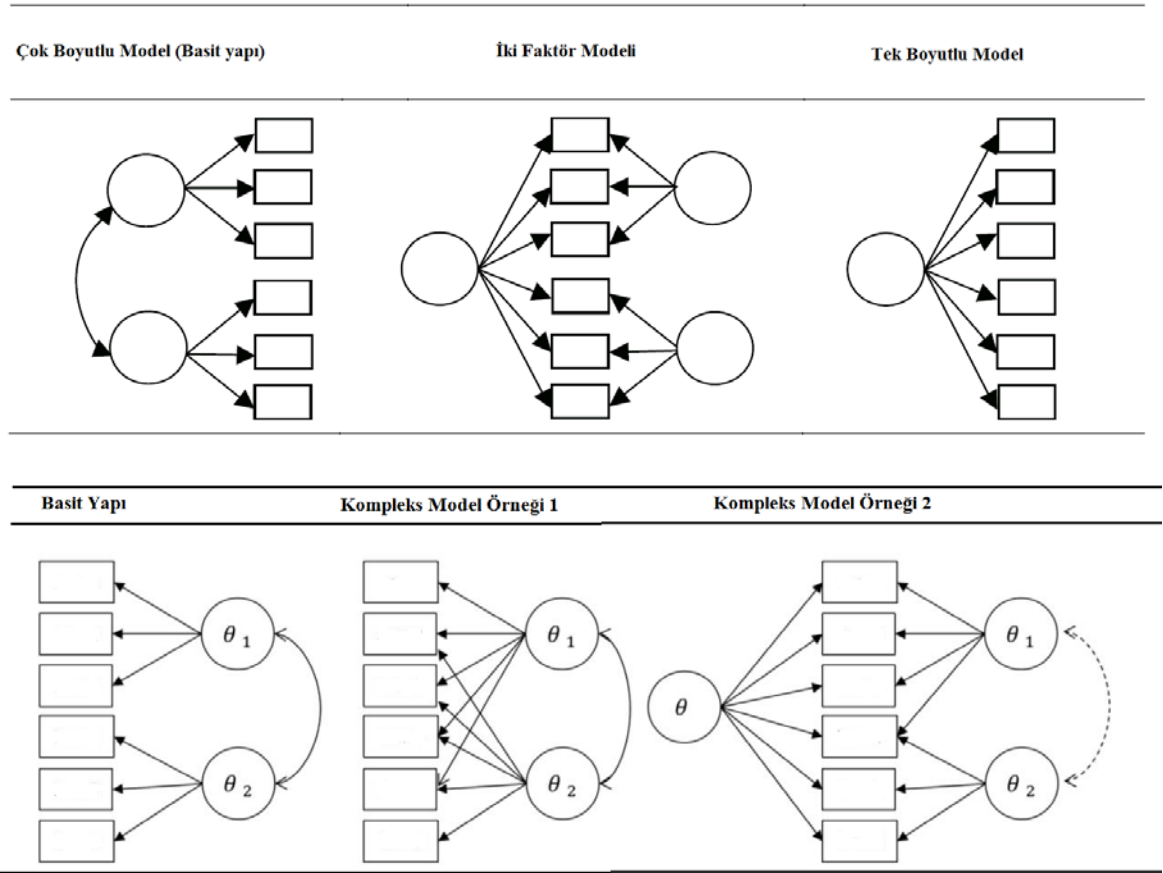 Çok Boyutlu Model (Basit yapı)
İki Faktör Modeli
Tek Boyutlu Model
Basit Yapı
Kompleks Model Örneği 1
Kompleks Model Örneği 2
θ 1
θ 2
θ 1
θ 2
θ
θ 1
θ 2